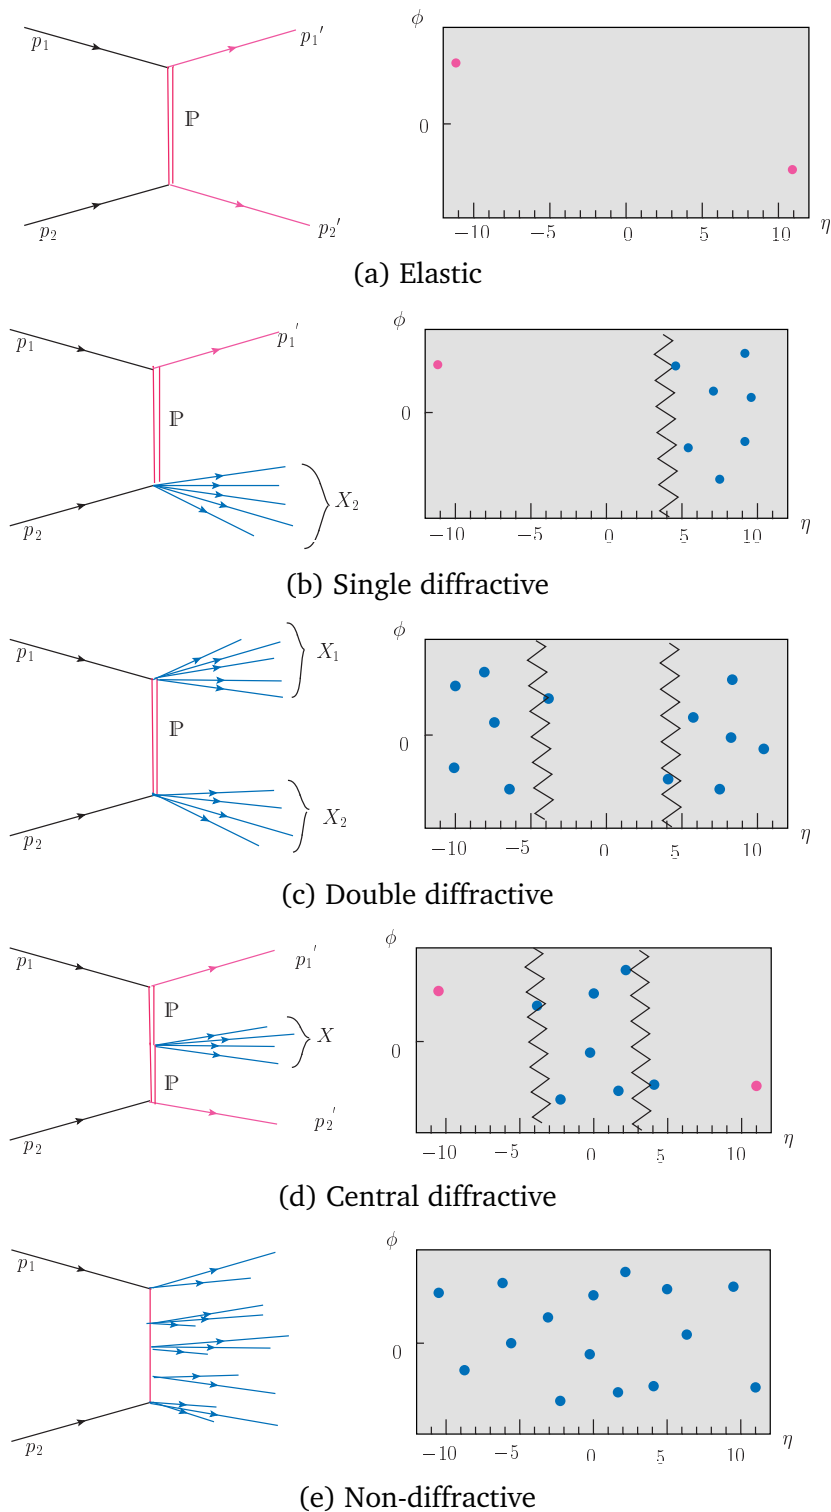 p₁ p₁′ ℙ p₂ p₂′
ϕ 0 −10 −5 0 5 10 η
(a) Elastic
p₁ p₁′ ℙ p₂ X₂
ϕ 0 −10 −5 0 5 10 η
(b) Single diffractive
p₁ X₁ ℙ p₂ X₂
ϕ 0 −10 −5 0 5 10 η
(c) Double diffractive
p₁ p₁′ ℙ X ℙ p₂ p₂′
ϕ 0 −10 −5 0 5 10 η
(d) Central diffractive
p₁ p₂
ϕ 0 −10 −5 0 5 10 η
(e) Non-diffractive